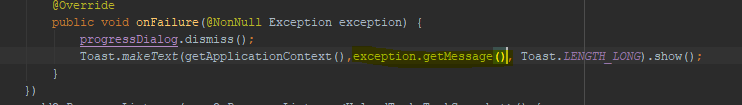 @Override
public void onFailure(@NonNull Exception exception) {
progressDialog.dismiss();
Toast.makeText(getApplicationContext(),exception.getMessage(), Toast.LENGTH_LONG).show();
}
})